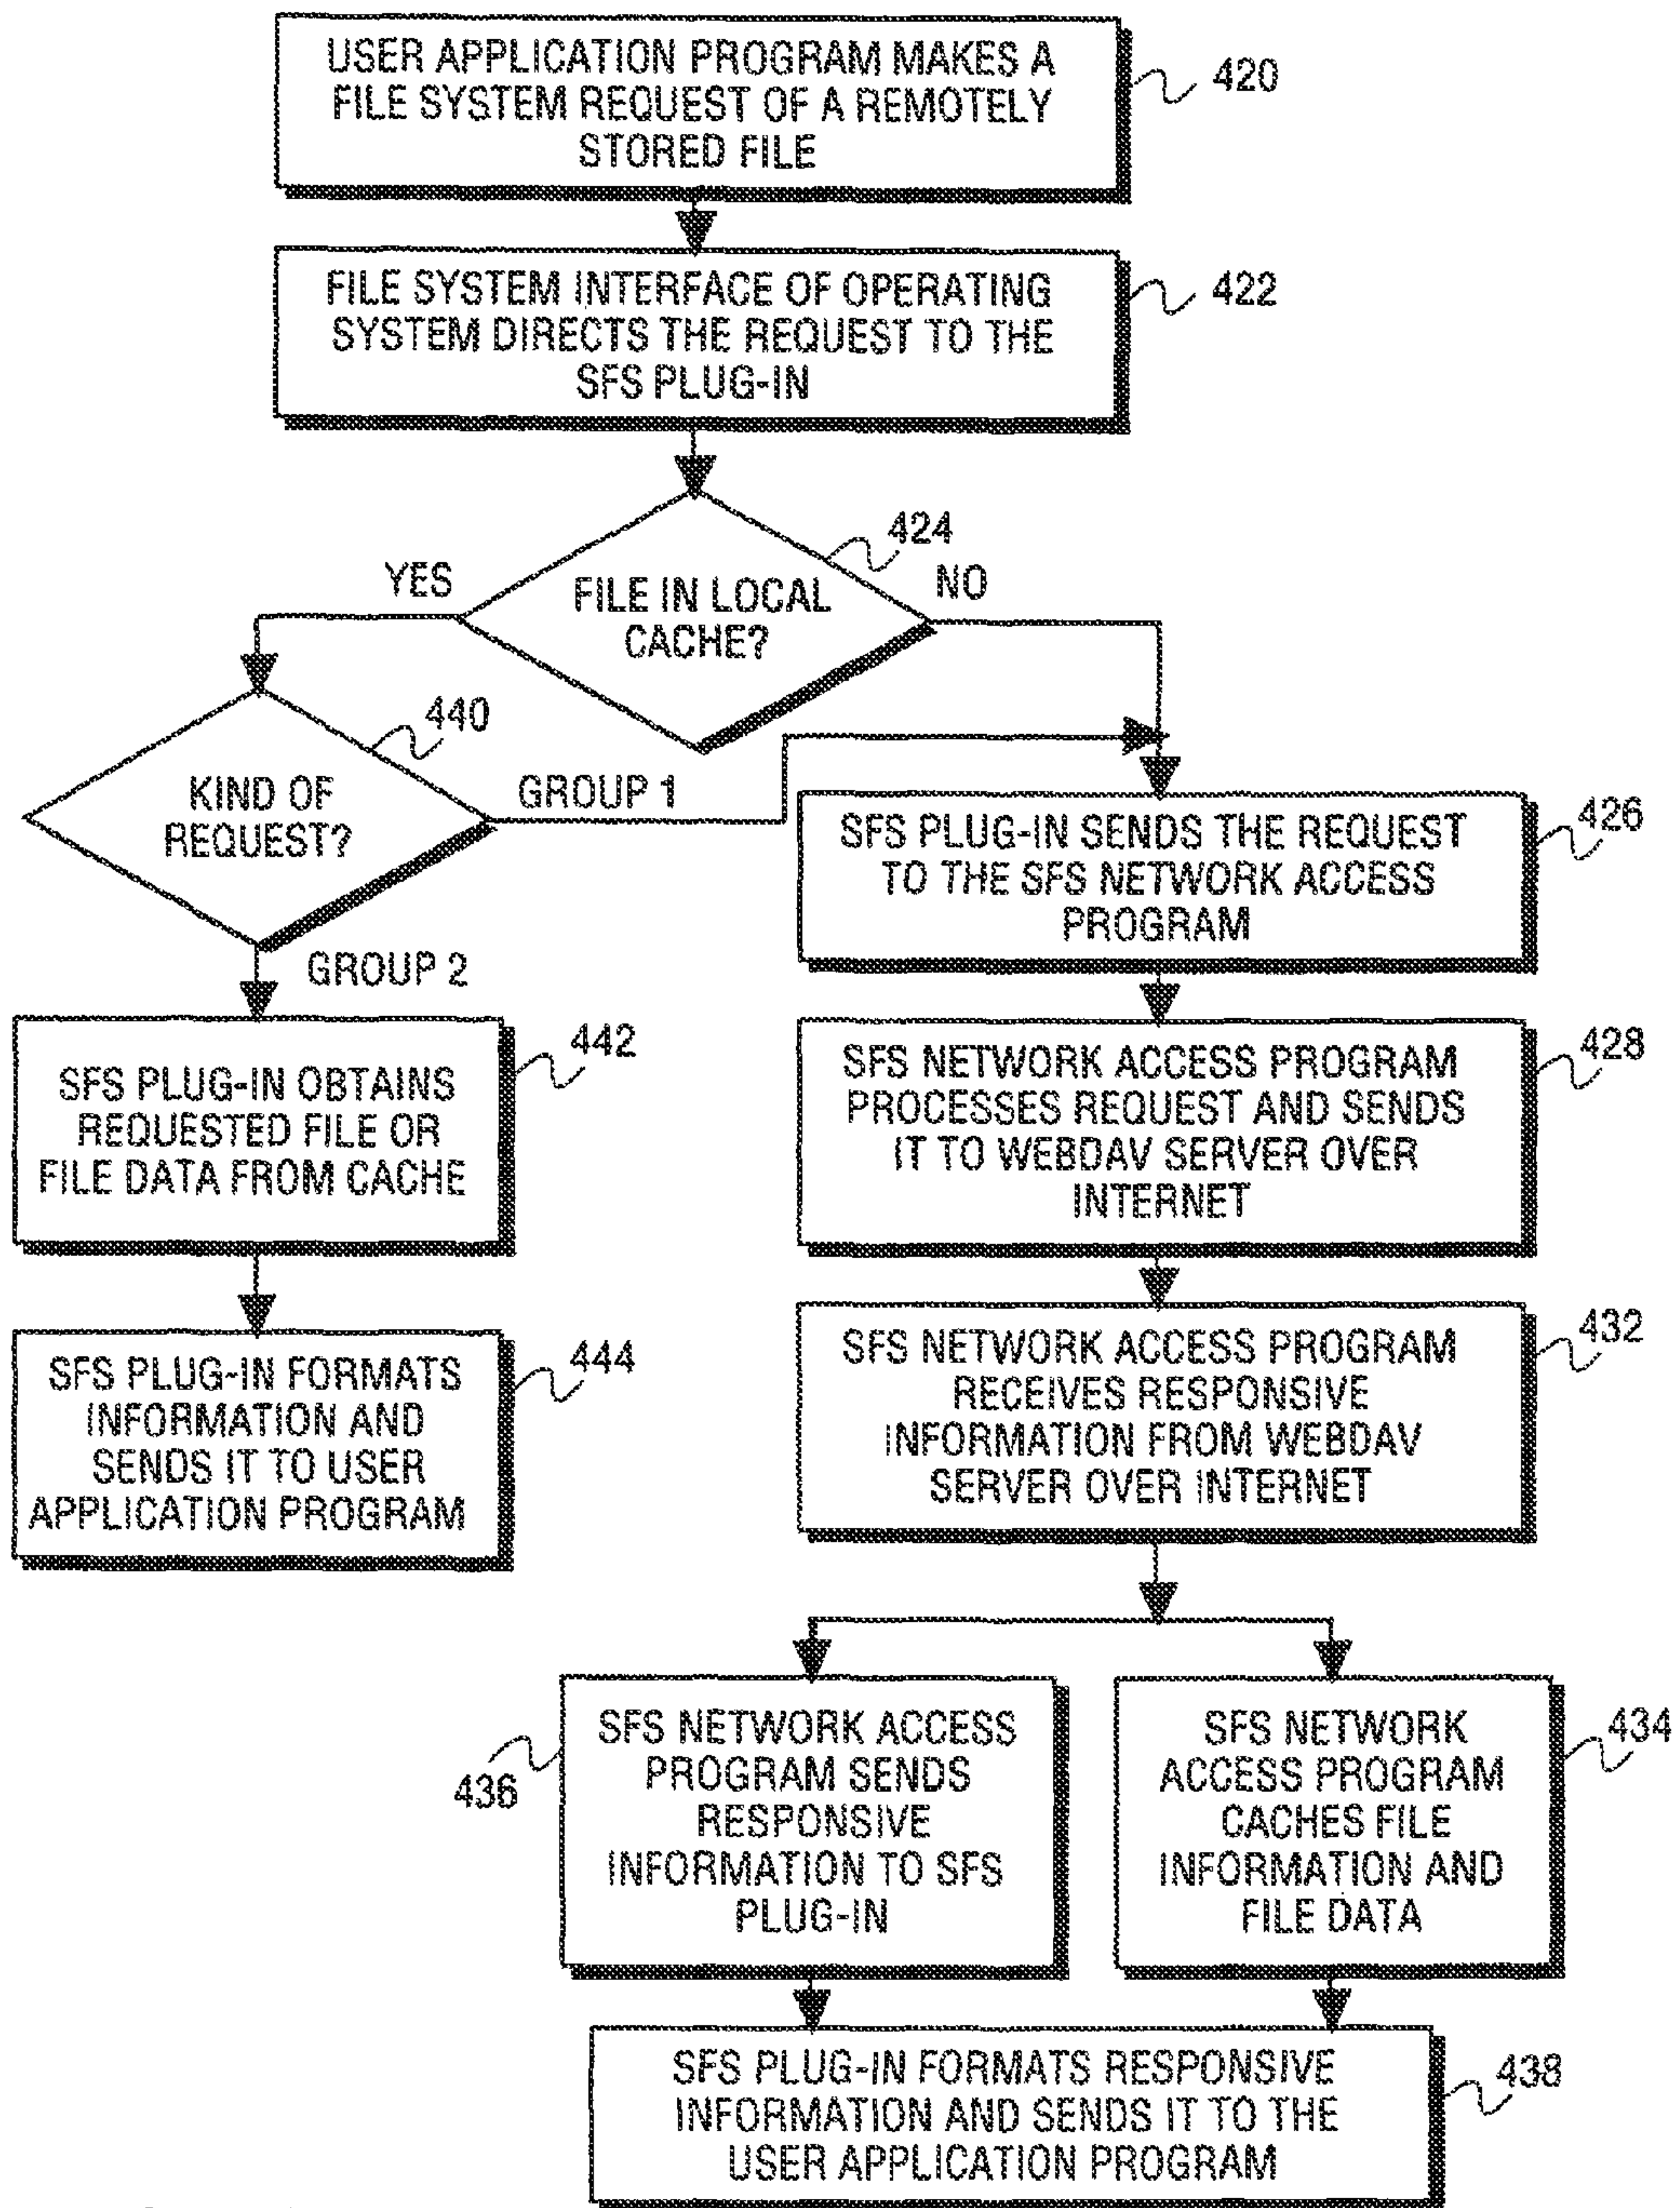 USER APPLICATION PROGRAM MAKES A
FILE SYSTEM REQUEST OF A REMOTELY
STORED FILE
420
FILE SYSTEM INTERFACE OF OPERATING
SYSTEM DIRECTS THE REQUEST TO THE
SFS PLUG-IN
422
424
YES
NO
FILE IN LOCAL
CACHE?
440
KIND OF
REQUEST?
GROUP 1
GROUP 2
SFS PLUG-IN SENDS THE REQUEST
TO THE SFS NETWORK ACCESS
PROGRAM
426
SFS PLUG-IN OBTAINS
REQUESTED FILE OR
FILE DATA FROM CACHE
442
SFS NETWORK ACCESS PROGRAM
PROCESSES REQUEST AND SENDS
IT TO WEBDAV SERVER OVER
INTERNET
428
SFS PLUG-IN FORMATS
INFORMATION AND
SENDS IT TO USER
APPLICATION PROGRAM
444
SFS NETWORK ACCESS PROGRAM
RECEIVES RESPONSIVE
INFORMATION FROM WEBDAV
SERVER OVER INTERNET
432
SFS NETWORK ACCESS
PROGRAM SENDS
RESPONSIVE
INFORMATION TO SFS
PLUG-IN
436
SFS NETWORK
ACCESS PROGRAM
CACHES FILE
INFORMATION AND
FILE DATA
434
SFS PLUG-IN FORMATS RESPONSIVE
INFORMATION AND SENDS IT TO THE
USER APPLICATION PROGRAM
438